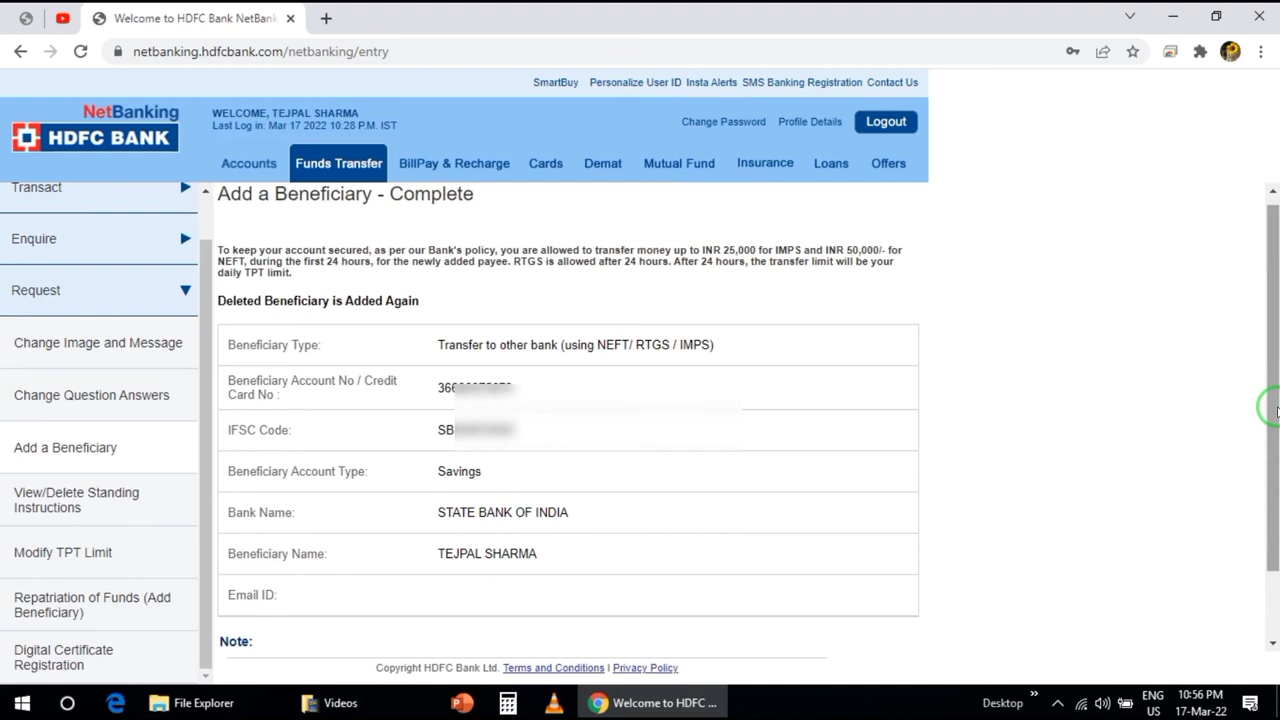 Welcome to HDFC Bank NetBank
netbanking.hdfcbank.com/netbanking/entry
SmartBuy Personalize User ID Insta Alerts SMS Banking Registration Contact Us
NetBanking
HDFC BANK
WELCOME, TEJPAL SHARMA
Last Log in: Mar 17 2022 10:28 P.M. IST
Change Password Profile Details Logout
Accounts Funds Transfer BillPay & Recharge Cards Demat Mutual Fund Insurance Loans Offers
Transact
Enquire
Request
Change Image and Message
Change Question Answers
Add a Beneficiary
View/Delete Standing
Instructions
Modify TPT Limit
Repatriation of Funds (Add
Beneficiary)
Digital Certificate
Registration
Add a Beneficiary - Complete
To keep your account secured, as per our Bank's policy, you are allowed to transfer money up to INR 25,000 for IMPS and INR 50,000/- for
NEFT, during the first 24 hours, for the newly added payee. RTGS is allowed after 24 hours. After 24 hours, the transfer limit will be your
daily TPT limit.
Deleted Beneficiary is Added Again
Beneficiary Type: Transfer to other bank (using NEFT/ RTGS / IMPS)
Beneficiary Account No / Credit
Card No :
IFSC Code:
Beneficiary Account Type: Savings
Bank Name: STATE BANK OF INDIA
Beneficiary Name: TEJPAL SHARMA
Email ID:
Note:
Copyright HDFC Bank Ltd. Terms and Conditions I Privacy Policy
File Explorer Videos Welcome to HDFC ... Desktop
ENG
US
10:56 PM
17-Mar-22